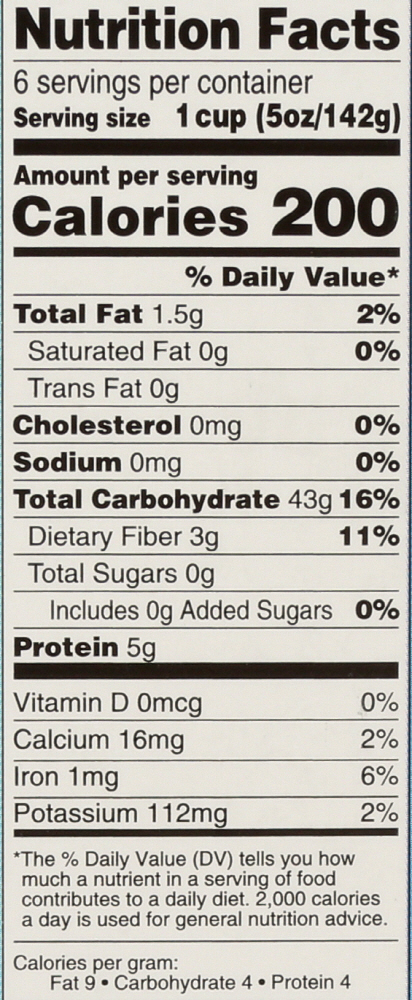 Nutrition Facts
6 servings per container
Serving size 1 cup (5oz/142g)
Amount per serving
Calories 200
% Daily Value*
Total Fat 1.5g 2%
Saturated Fat 0g 0%
Trans Fat 0g
Cholesterol 0mg 0%
Sodium 0mg 0%
Total Carbohydrate 43g 16%
Dietary Fiber 3g 11%
Total Sugars 0g
Includes 0g Added Sugars 0%
Protein 5g
Vitamin D 0mcg 0%
Calcium 16mg 2%
Iron 1mg 6%
Potassium 112mg 2%
*The % Daily Value (DV) tells you how
much a nutrient in a serving of food
contributes to a daily diet. 2,000 calories
a day is used for general nutrition advice.
Calories per gram:
Fat 9 • Carbohydrate 4 • Protein 4